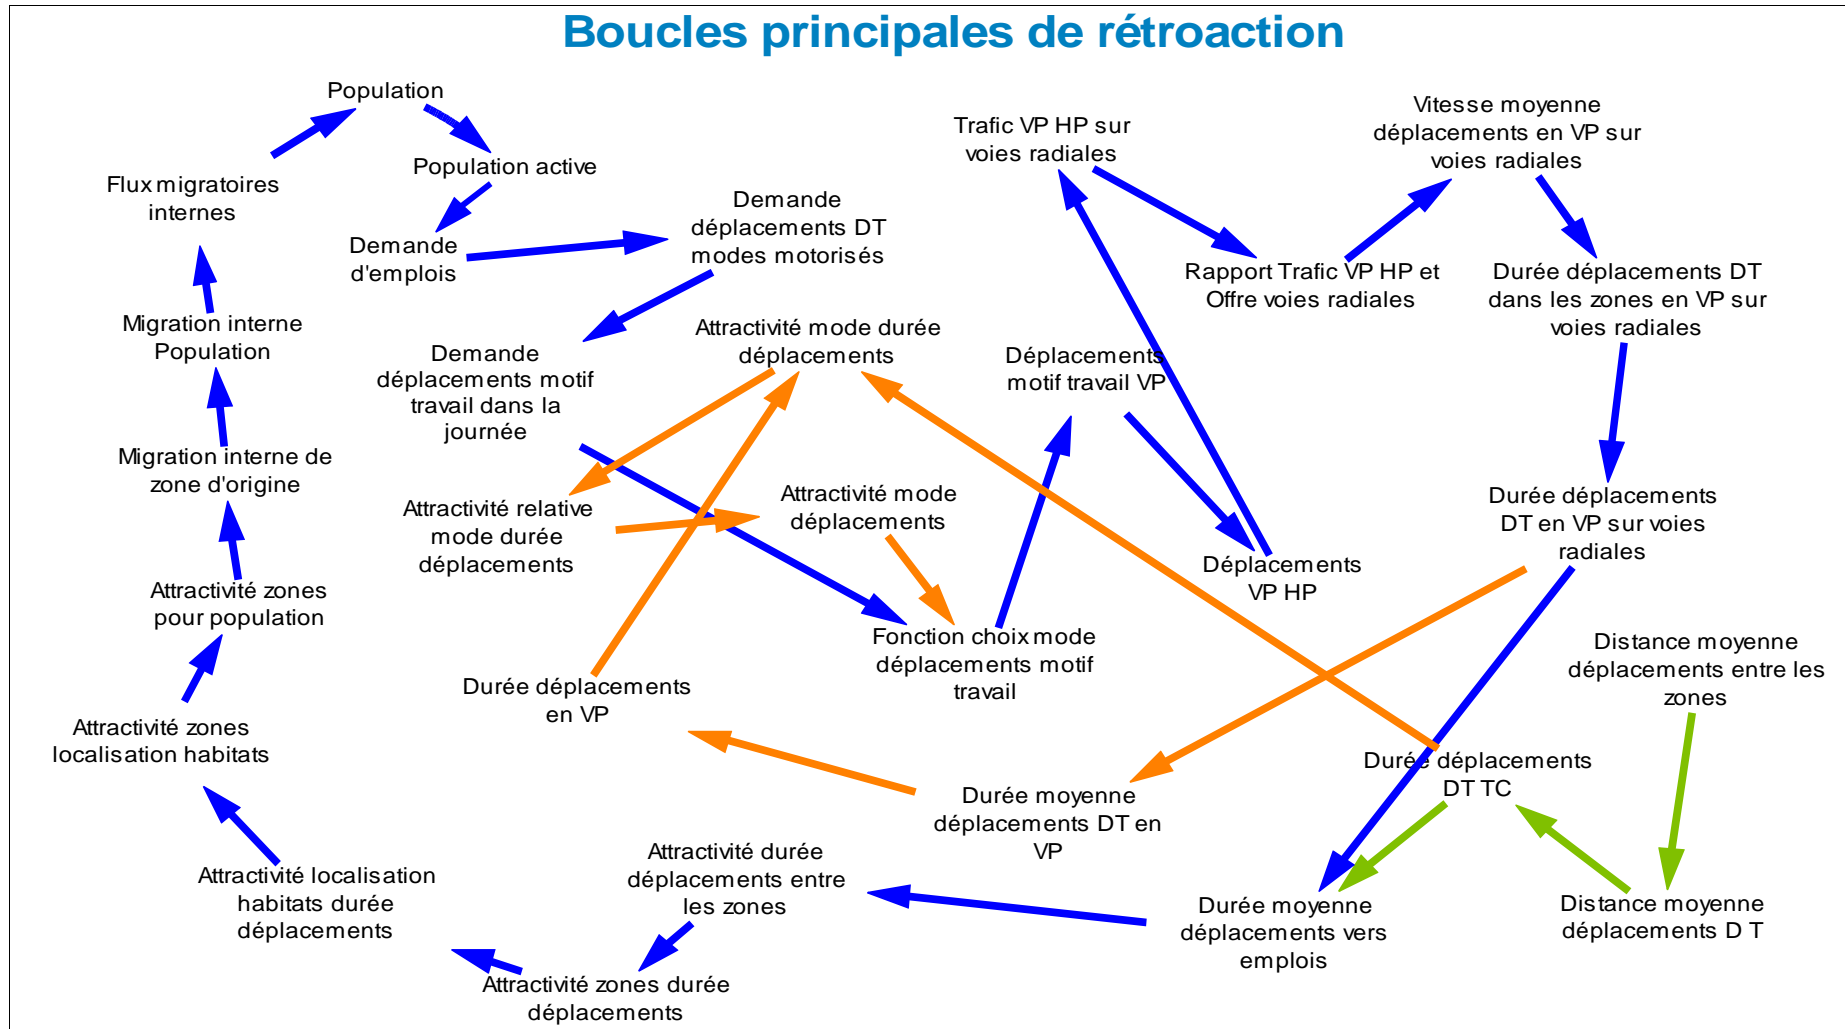 Boucles principales de rétroaction
Population
Population active
Flux migratoires
internes
Demande
d'emplois
Demande
déplacements DT
modes motorisés
Trafic VP HP sur
voies radiales
Vitesse moyenne
déplacements en VP sur
voies radiales
Rapport Trafic VP HP et
Offre voies radiales
Durée déplacements DT
dans les zones en VP sur
voies radiales
Migration interne
Population
Demande
déplacements motif
travail dans la
journée
Attractivité mode durée
déplacements
Déplacements
motif travail VP
Migration interne de
zone d'origine
Attractivité relative
mode durée
déplacements
Attractivité mode
déplacements
Déplacements
VP HP
Durée déplacements
DT en VP sur voies
radiales
Attractivité zones
pour population
Fonction choix mode
déplacements motif
travail
Distance moyenne
déplacements entre les
zones
Durée déplacements
en VP
Attractivité zones
localisation habitats
Durée déplacements
DT TC
Durée moyenne
déplacements DT en
VP
Attractivité localisation
habitats durée
déplacements
Attractivité durée
déplacements entre
les zones
Durée moyenne
déplacements vers
emplois
Distance moyenne
déplacements D T
Attractivité zones durée
déplacements